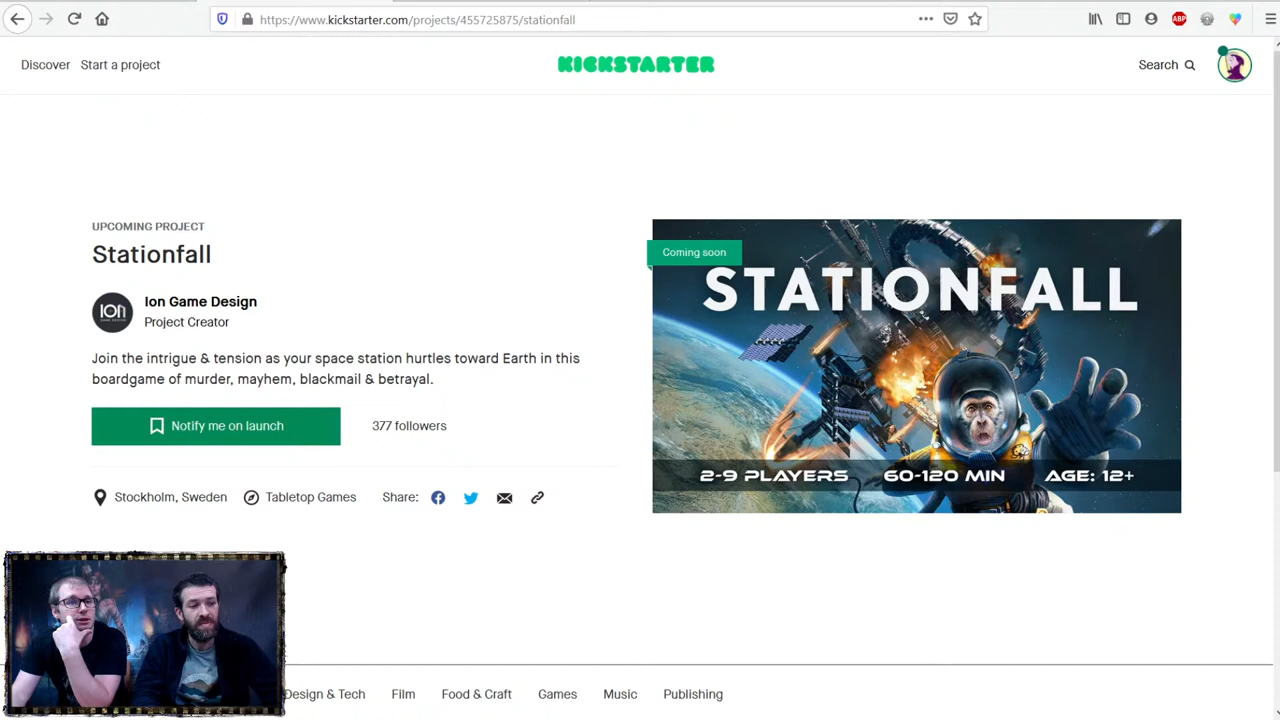 https://www.kickstarter.com/projects/455725875/stationfall
ABP
Discover
Start a project
KICKSTARTER
Search
UPCOMING PROJECT
Stationfall
ION
Ion Game Design
Project Creator
Join the intrigue & tension as your space station hurtles toward Earth in this
boardgame of murder, mayhem, blackmail & betrayal.
Notify me on launch
377 followers
Stockholm, Sweden
Tabletop Games
Share:
Coming soon
STATIONFALL
2-9 PLAYERS
60-120 MIN
AGE: 12+
Design & Tech
Film
Food & Craft
Games
Music
Publishing